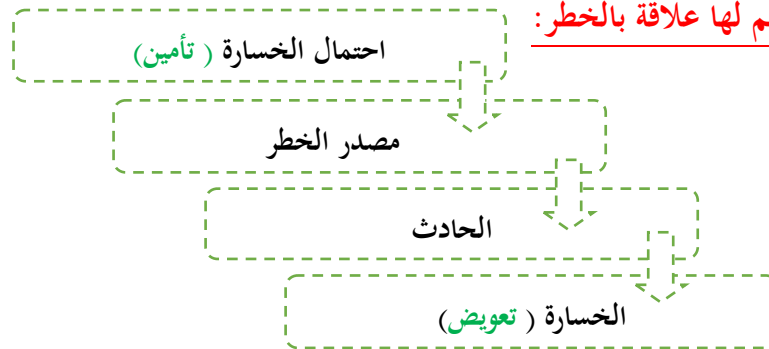 م لها علاقة بالخطر:
احتمال الخسارة ( تأمين)
مصدر الخطر
الحادث
الخسارة ( تعويض)